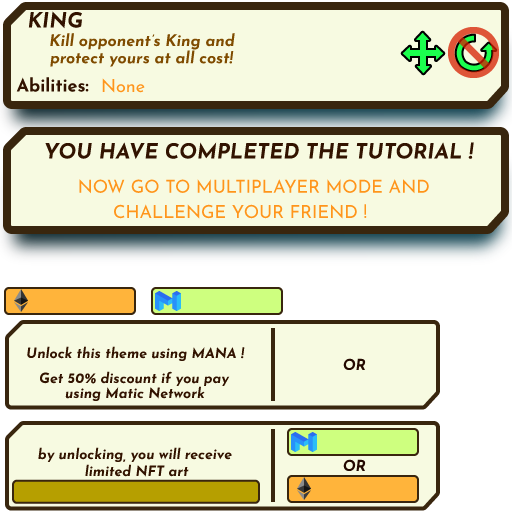 KING
Kill opponent's King and
protect yours at all cost!
Abilities: None
YOU HAVE COMPLETED THE TUTORIAL !
NOW GO TO MULTIPLAYER MODE AND
CHALLENGE YOUR FRIEND !
Unlock this theme using MANA !
Get 50% discount if you pay
using Matic Network
OR
by unlocking, you will receive
limited NFT art
OR